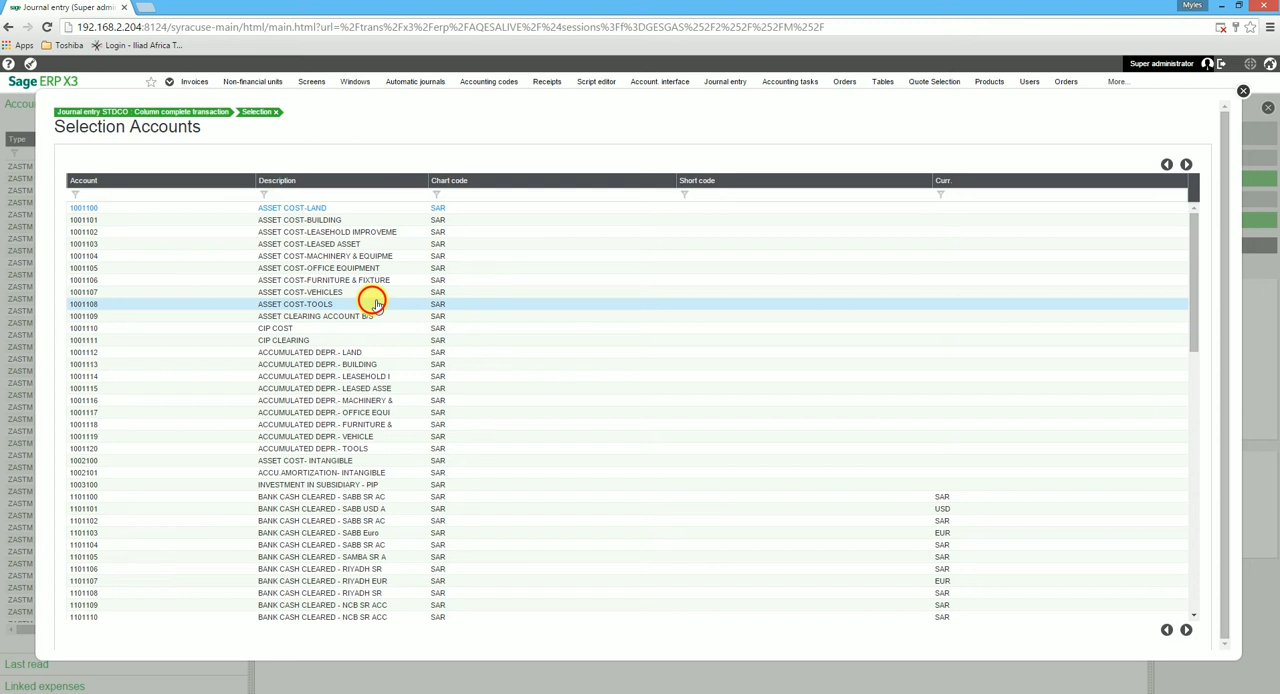 Journal entry (Super admi
Myles
192.168.2.204:8124/syracuse-main/html/main.html?url=%2Ftrans%2Fx3%2Ferp%2FAQESALIVE%2F%24sessions%3Ff%3DGESGAS%252F2%252F%252FM%252F
Apps Toshiba Login - Iliad Africa T...
Super administrator
Sage ERP X3 Invoices Non-financial units Screens Windows Automatic journals Accounting codes Receipts Script editor Account. interface Journal entry Accounting tasks Orders Tables Quote Selection Products Users Orders More...
Accou
Journal entry STDCO : Column complete transaction Selection
Selection Accounts
Type
Account Description Chart code Short code Curr.
1001100 ASSET COST-LAND SAR
1001101 ASSET COST-BUILDING SAR
1001102 ASSET COST-LEASEHOLD IMPROVEME SAR
1001103 ASSET COST-LEASED ASSET SAR
1001104 ASSET COST-MACHINERY & EQUIPME SAR
1001105 ASSET COST-OFFICE EQUIPMENT SAR
1001106 ASSET COST-FURNITURE & FIXTURE SAR
1001107 ASSET COST-VEHICLES SAR
1001108 ASSET COST-TOOLS SAR
1001109 ASSET CLEARING ACCOUNT B/S SAR
1001110 CIP COST SAR
1001111 CIP CLEARING SAR
1001112 ACCUMULATED DEPR.- LAND SAR
1001113 ACCUMULATED DEPR.- BUILDING SAR
1001114 ACCUMULATED DEPR.- LEASEHOLD I SAR
1001115 ACCUMULATED DEPR.- LEASED ASSE SAR
1001116 ACCUMULATED DEPR.- MACHINERY & SAR
1001117 ACCUMULATED DEPR.- OFFICE EQUI SAR
1001118 ACCUMULATED DEPR.- FURNITURE & SAR
1001119 ACCUMULATED DEPR.- VEHICLE SAR
1001120 ACCUMULATED DEPR.- TOOLS SAR
1002100 ASSET COST- INTANGIBLE SAR
1002101 ACCU.AMORTIZATION- INTANGIBLE SAR
1003100 INVESTMENT IN SUBSIDIARY - PIP SAR
1101100 BANK CASH CLEARED - SABB SR AC SAR SAR
1101101 BANK CASH CLEARED - SABB USD A SAR USD
1101102 BANK CASH CLEARED - SABB SR AC SAR SAR
1101103 BANK CASH CLEARED - SABB Euro SAR EUR
1101104 BANK CASH CLEARED - SABB SR AC SAR SAR
1101105 BANK CASH CLEARED - SAMBA SR A SAR SAR
1101106 BANK CASH CLEARED - RIYADH SR SAR SAR
1101107 BANK CASH CLEARED - RIYADH EUR SAR EUR
1101108 BANK CASH CLEARED - RIYADH SR SAR SAR
1101109 BANK CASH CLEARED - NCB SR ACC SAR SAR
1101110 BANK CASH CLEARED - NCB SR ACC SAR SAR
Last read
Linked expenses